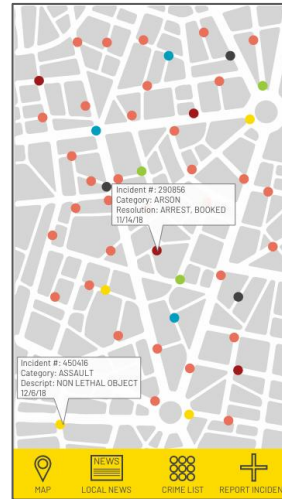 Incident #: 290856
Category: ARSON
Resolution: ARREST, BOOKED
11/14/18
Incident #: 450416
Category: ASSAULT
Descript: NON LETHAL OBJECT
12/6/18
NEWS
MAP
LOCAL NEWS
CRIME LIST
REPORT INCIDENT